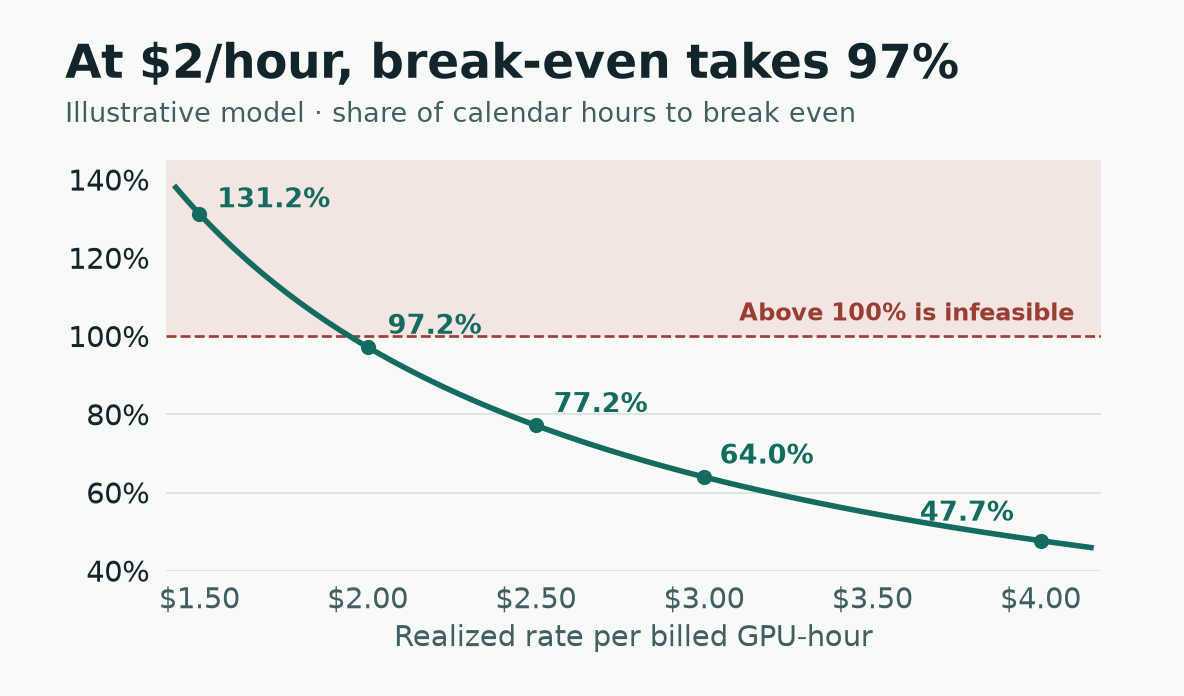 At $2/hour, break-even takes 97%
Illustrative model · share of calendar hours to break even
140%
131.2%
120%
Above 100% is infeasible
97.2%
100%
77.2%
80%
64.0%
60%
47.7%
40%
$1.50 $2.00 $2.50 $3.00 $3.50 $4.00
Realized rate per billed GPU-hour